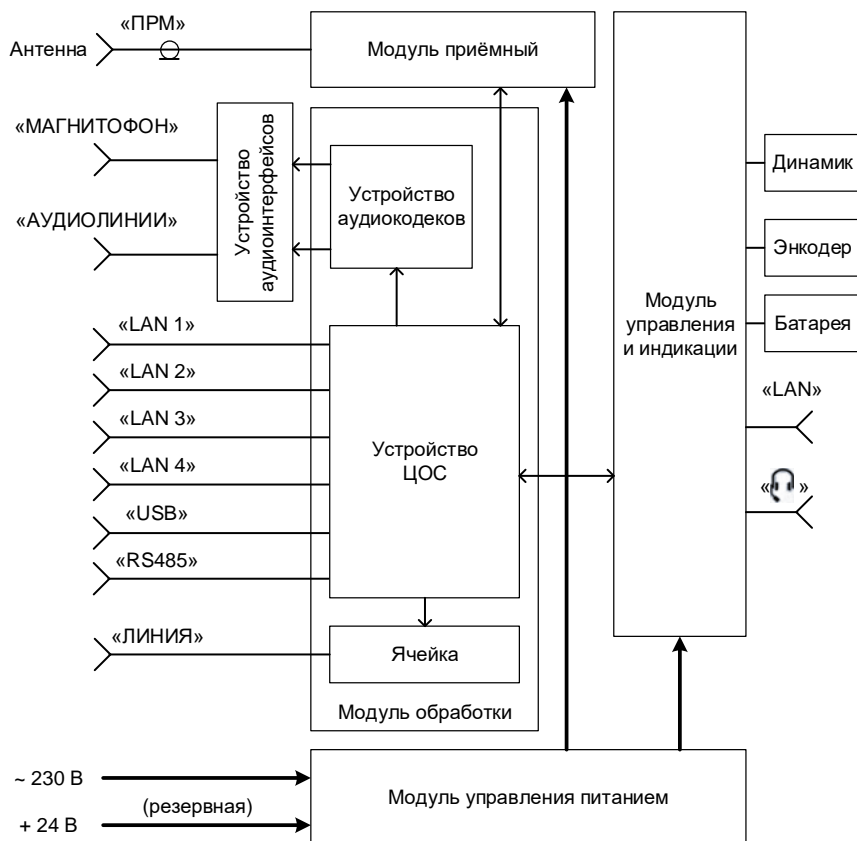 «ПРМ»
Антенна
Модуль приёмный
«МАГНИТОФОН»
«АУДИОЛИНИИ»
Устройство
аудиоинтерфейсов
Устройство
аудиокодеков
«LAN 1»
«LAN 2»
«LAN 3»
«LAN 4»
«USB»
«RS485»
«ЛИНИЯ»
Устройство
ЦОС
Ячейка
Модуль обработки
Модуль
управления
и индикации
Динамик
Энкодер
Батарея
«LAN»
« »
~ 230 В
(резервная)
+ 24 В
Модуль управления питанием